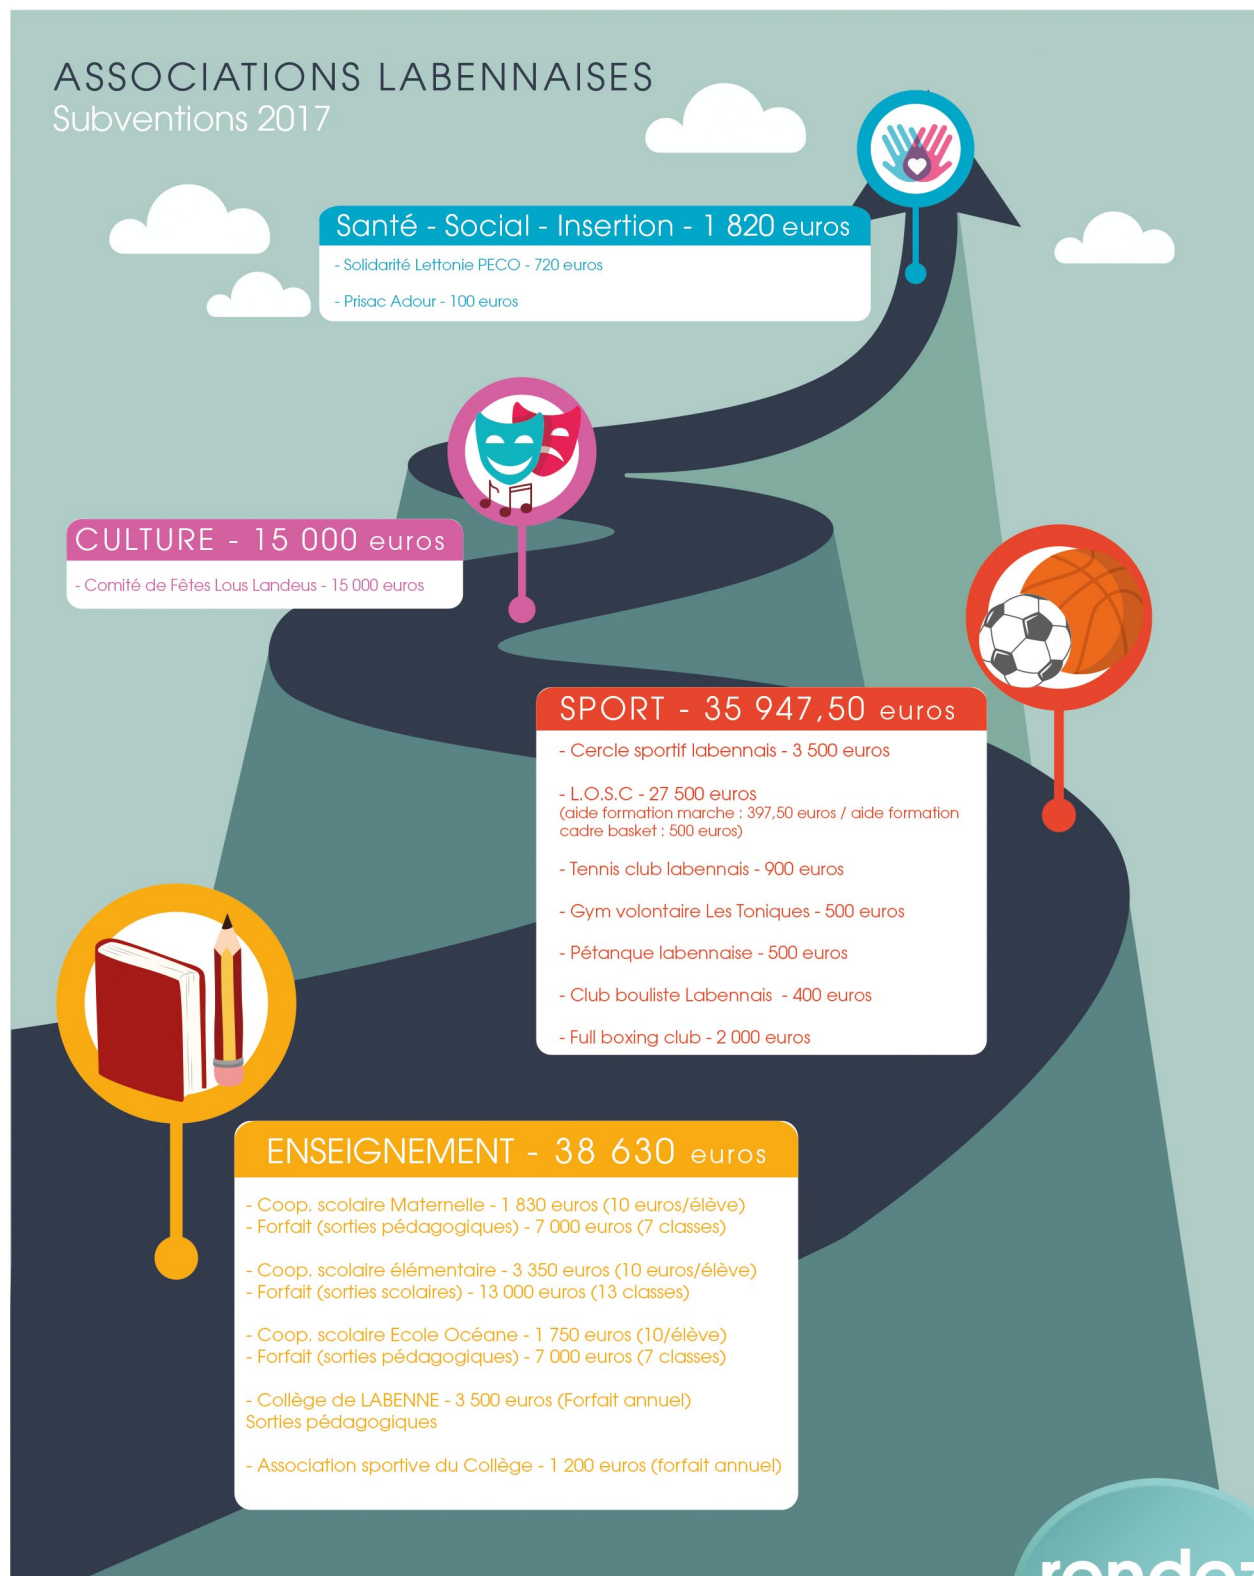 ASSOCIATIONS LABENNAISES
Subventions 2017
Santé - Social - Insertion - 1 820 euros
- Solidarité Lettonie PECO - 720 euros
- Prisac Adour - 100 euros
CULTURE - 15 000 euros
- Comité de Fêtes Lous Landeus - 15 000 euros
SPORT - 35 947,50 euros
- Cercle sportif labennais - 3 500 euros
- L.O.S.C - 27 500 euros
(aide formation marche : 397,50 euros / aide formation
cadre basket : 500 euros)
- Tennis club labennais - 900 euros
- Gym volontaire Les Toniques - 500 euros
- Pétanque labennaise - 500 euros
- Club bouliste Labennais - 400 euros
- Full boxing club - 2 000 euros
ENSEIGNEMENT - 38 630 euros
- Coop. scolaire Maternelle - 1 830 euros (10 euros/élève)
- Forfait (sorties pédagogiques) - 7 000 euros (7 classes)
- Coop. scolaire élémentaire - 3 350 euros (10 euros/élève)
- Forfait (sorties scolaires) - 13 000 euros (13 classes)
- Coop. scolaire Ecole Océane - 1 750 euros (10/élève)
- Forfait (sorties pédagogiques) - 7 000 euros (7 classes)
- Collège de LABENNE - 3 500 euros (Forfait annuel)
Sorties pédagogiques
- Association sportive du Collège - 1 200 euros (forfait annuel)